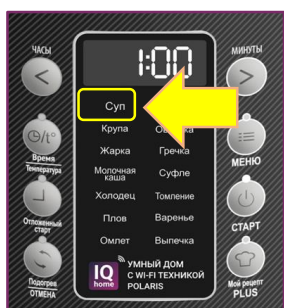 ЧАСЫ
МИНУТЫ
1:00
Суп
Крупа
Жарка
Гречка
Время
Температура
МЕНЮ
Молочная
каша
Суфле
Холодец
Томление
Отложенный
старт
СТАРТ
Плов
Варенье
Омлет
Выпечка
Подогрев
ОТМЕНА
IQ
home
УМНЫЙ ДОМ
С WI-FI ТЕХНИКОЙ
POLARIS
Мой рецепт
PLUS